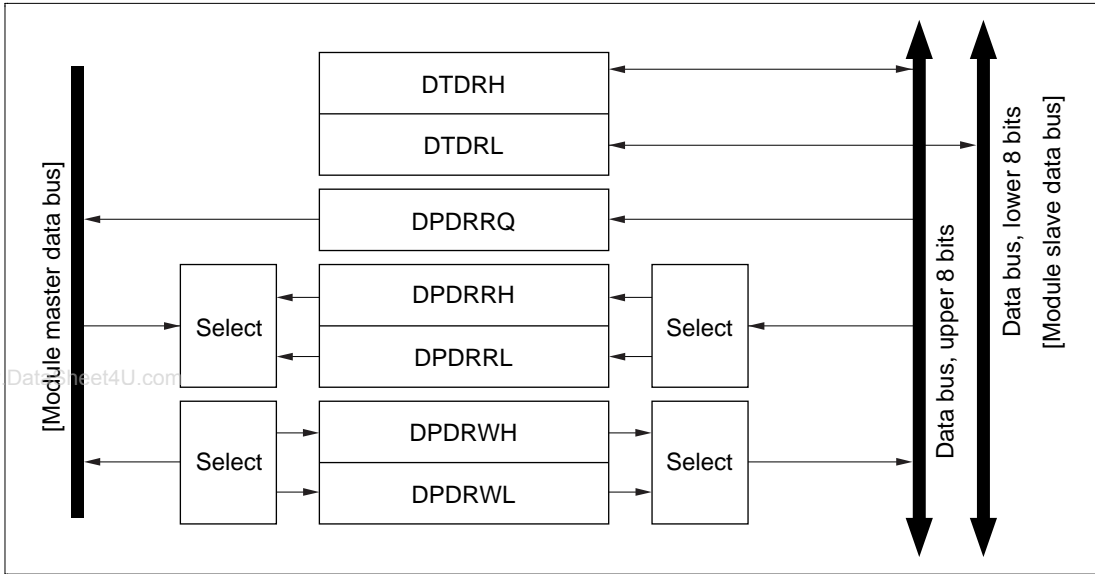 DTDRH
DTDRL
DPDRRQ
DPDRRH
DPDRRL
Select
Select
DPDRWH
DPDRWL
Select
Select
[Module master data bus]
Data bus, upper 8 bits
Data bus, lower 8 bits
[Module slave data bus]
DataSheet4U.com